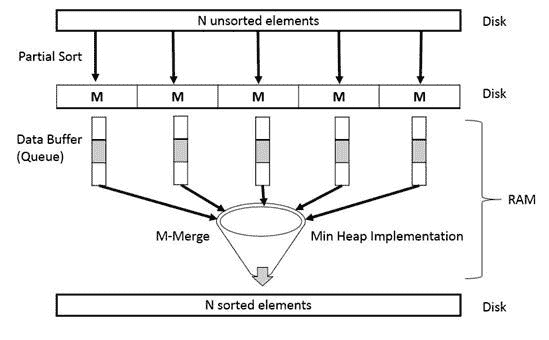 N unsorted elements
Disk
Partial Sort
M
M
M
M
M
Disk
Data Buffer
(Queue)
RAM
M-Merge
Min Heap Implementation
N sorted elements
Disk